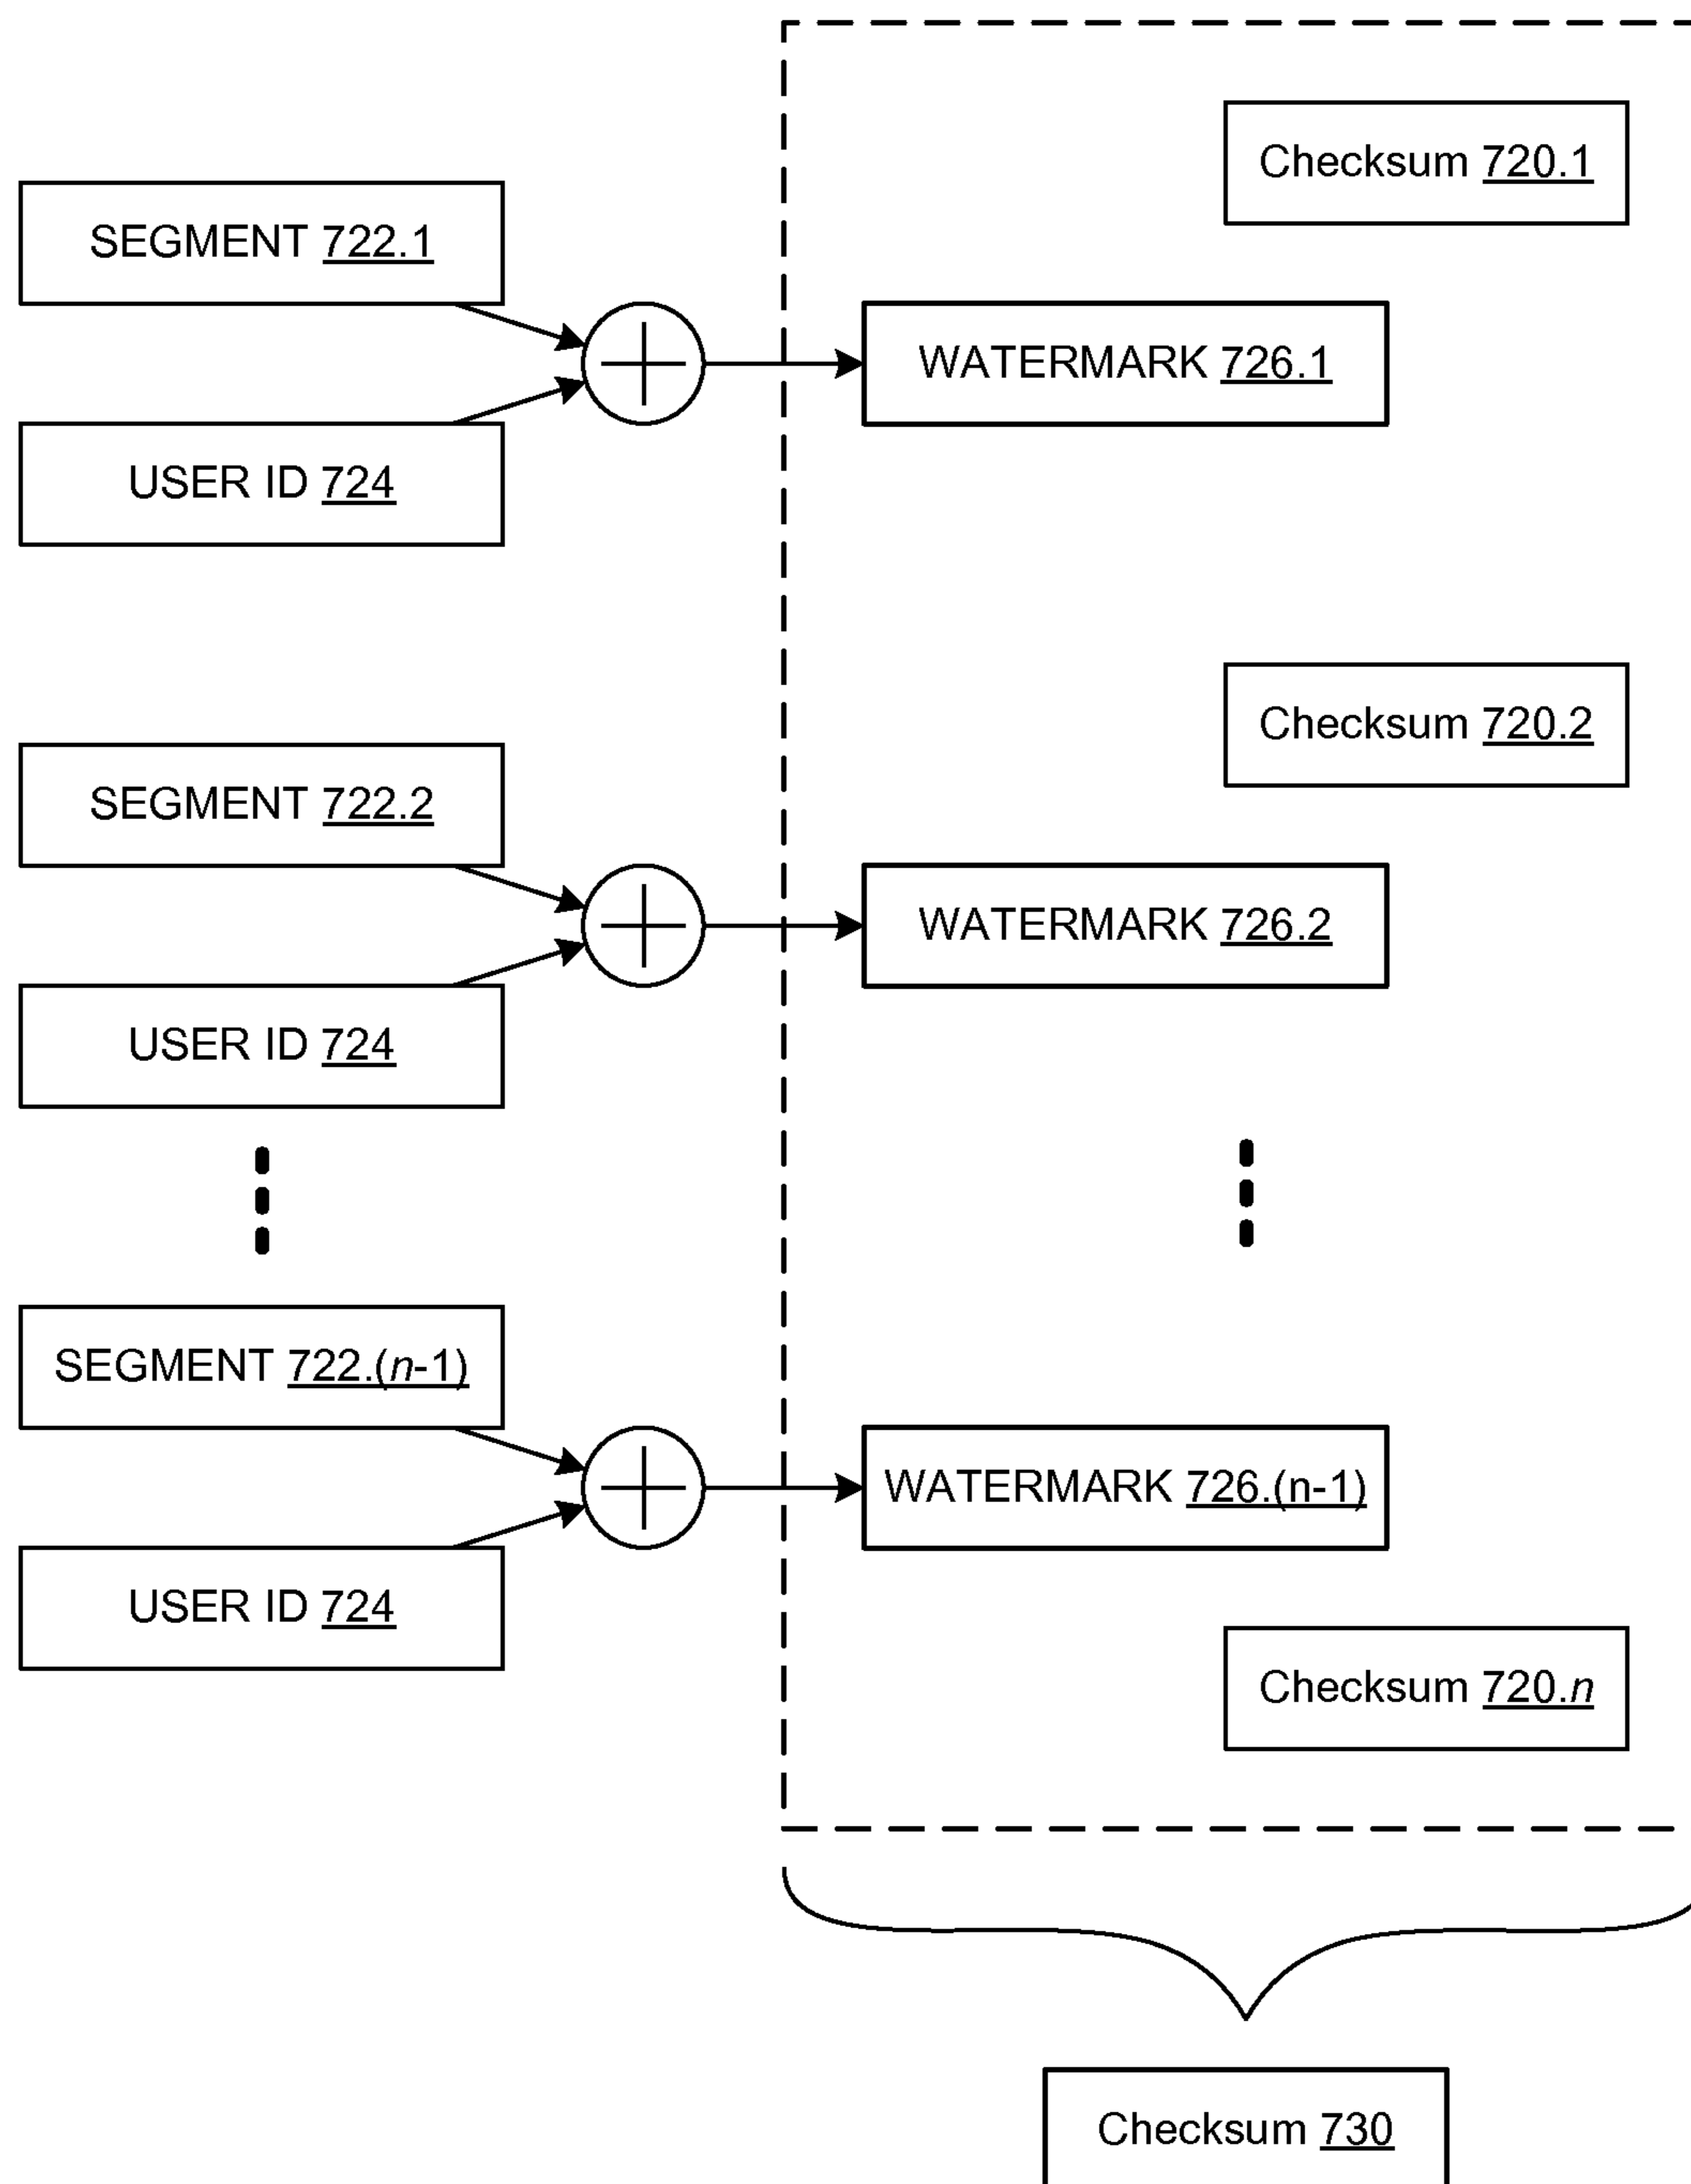 Checksum 720.1
SEGMENT 722.1
WATERMARK 726.1
USER ID 724
Checksum 720.2
SEGMENT 722.2
WATERMARK 726.2
USER ID 724
SEGMENT 722.(n-1)
WATERMARK 726.(n-1)
USER ID 724
Checksum 720.n
Checksum 730